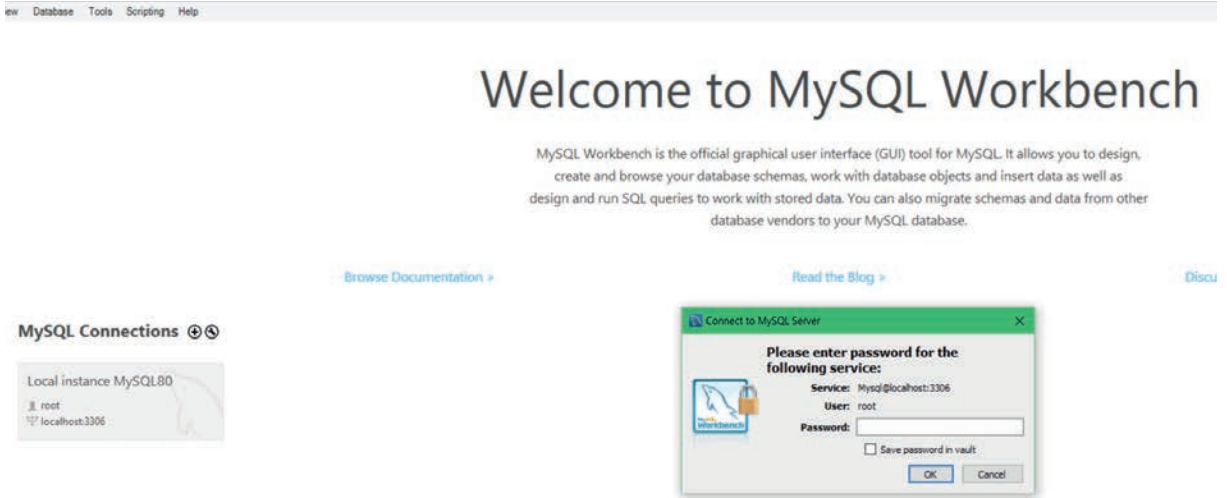 ew Database Tools Scripting Help
Welcome to MySQL Workbench
MySQL Workbench is the official graphical user interface (GUI) tool for MySQL. It allows you to design,
create and browse your database schemas, work with database objects and insert data as well as
design and run SQL queries to work with stored data. You can also migrate schemas and data from other
database vendors to your MySQL database.
Browse Documentation >
Read the Blog >
Discu
MySQL Connections
Local instance MySQL80
root
localhost:3306
Connect to MySQL Server
Please enter password for the
following service:
Service: Mysql@localhost:3306
User: root
Password:
MySQL
Workbench
Save password in vault
OK Cancel